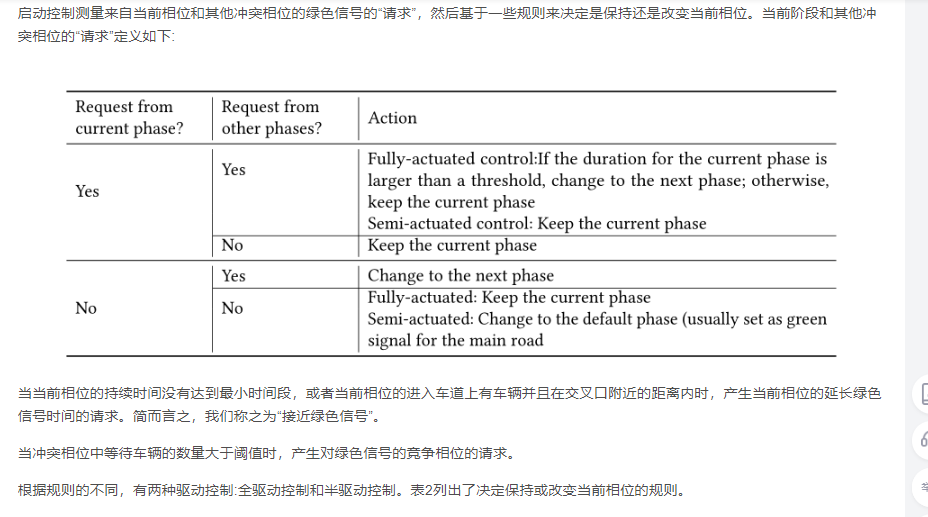 启动控制测量来自当前相位和其他冲突相位的绿色信号的“请求”，然后基于一些规则来决定是保持还是改变当前相位。当前阶段和其他冲
突相位的“请求”定义如下:
Request from current phase?
Request from other phases?
Action
Yes
Yes
Fully-actuated control:If the duration for the current phase is
larger than a threshold, change to the next phase; otherwise,
keep the current phase
Semi-actuated control: Keep the current phase
No
Keep the current phase
No
Yes
Change to the next phase
No
Fully-actuated: Keep the current phase
Semi-actuated: Change to the default phase (usually set as green
signal for the main road
当当前相位的持续时间没有达到最小时间段，或者当前相位的进入车道上有车辆并且在交叉口附近的距离内时，产生当前相位的延长绿色
信号时间的请求。简而言之，我们称之为“接近绿色信号”。
当冲突相位中等待车辆的数量大于阈值时，产生对绿色信号的竞争相位的请求。
根据规则的不同，有两种驱动控制:全驱动控制和半驱动控制。表2列出了决定保持或改变当前相位的规则。